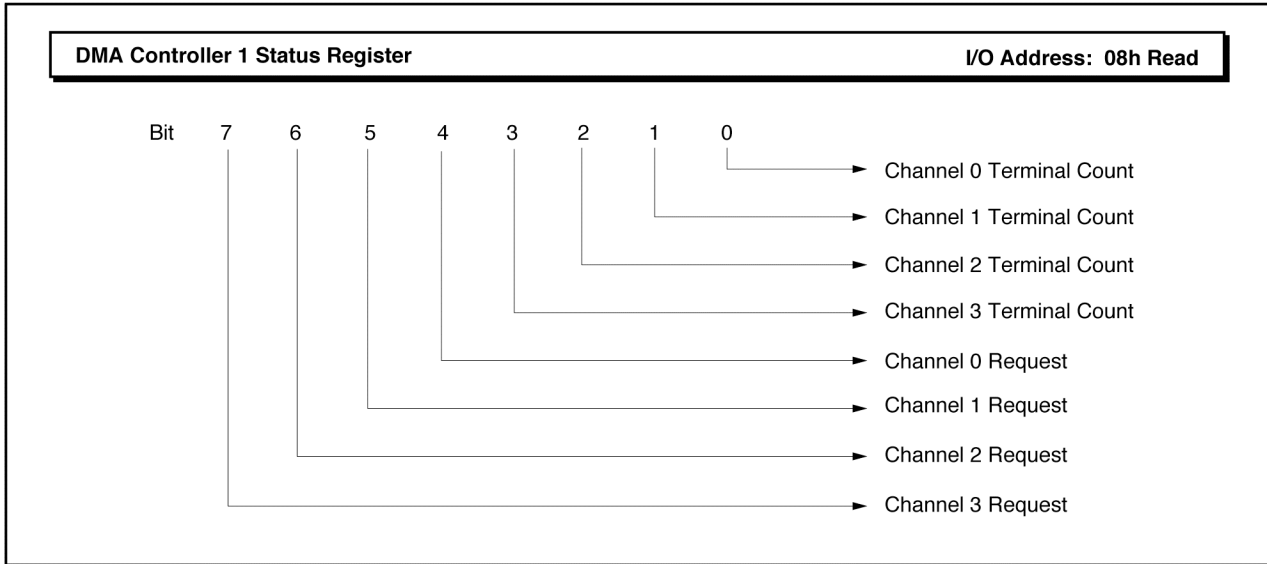 DMA Controller 1 Status Register I/O Address: 08h Read
Bit 7 6 5 4 3 2 1 0
Channel 0 Terminal Count
Channel 1 Terminal Count
Channel 2 Terminal Count
Channel 3 Terminal Count
Channel 0 Request
Channel 1 Request
Channel 2 Request
Channel 3 Request